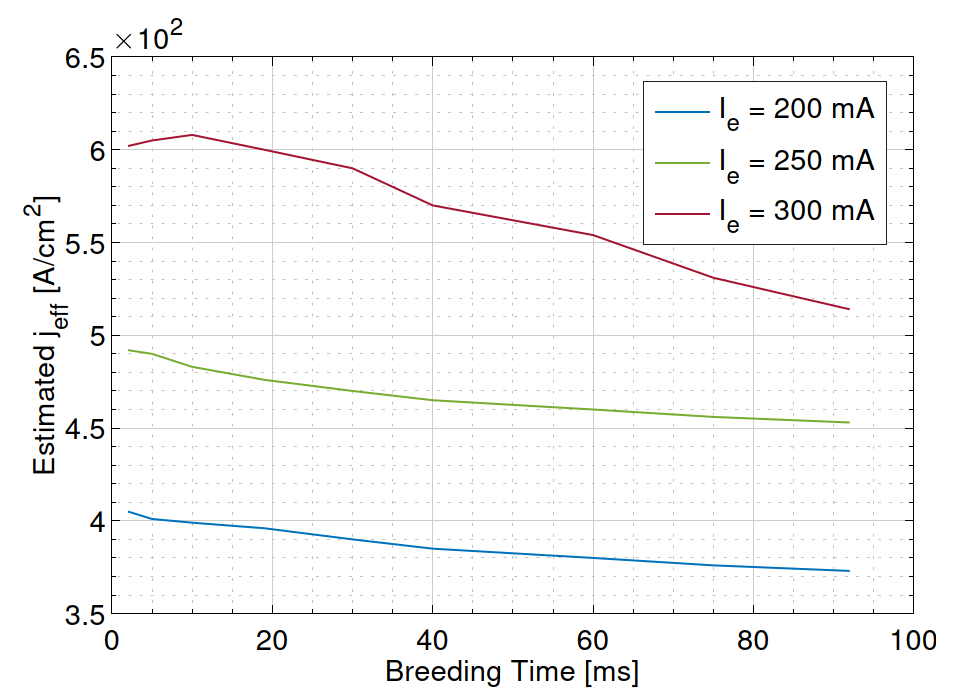 ×10²
6.5
6
5.5
5
4.5
4
3.5
0 20 40 60 80 100
Estimated j_eff [A/cm²]
Breeding Time [ms]
I_e = 200 mA
I_e = 250 mA
I_e = 300 mA